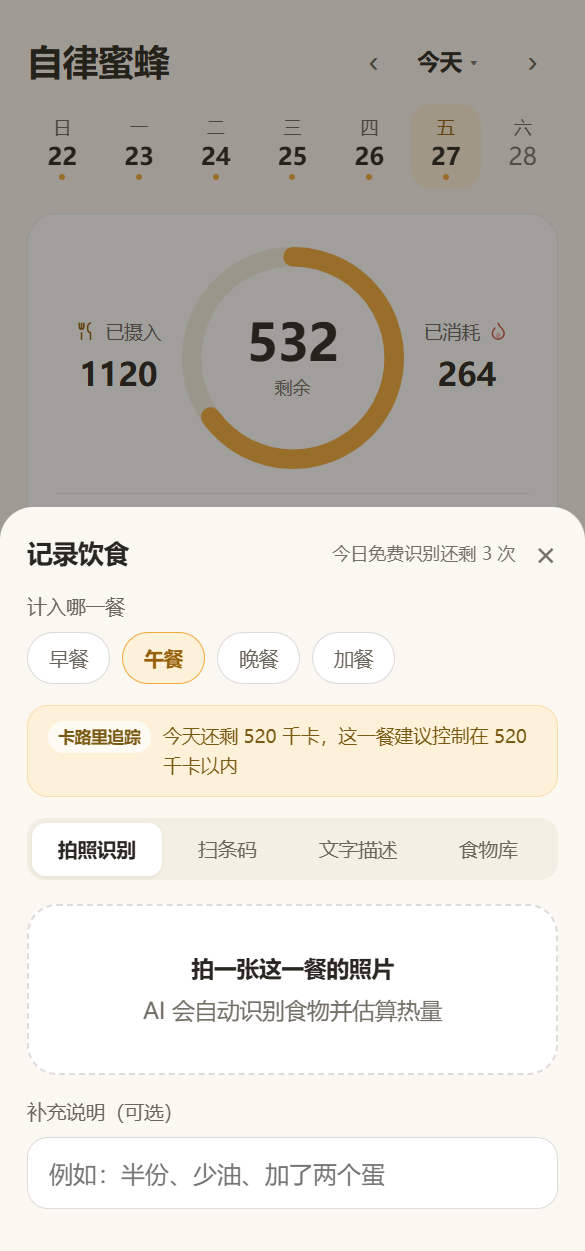 自律蜜蜂
‹ 今天 ›
日 一 二 三 四 五 六
22 23 24 25 26 27 28
已摄入
1120
532
剩余
已消耗
264
记录饮食
今日免费识别还剩 3 次 ✕
计入哪一餐
早餐 午餐 晚餐 加餐
卡路里追踪 今天还剩 520 千卡，这一餐建议控制在 520
千卡以内
拍照识别 扫条码 文字描述 食物库
拍一张这一餐的照片
AI 会自动识别食物并估算热量
补充说明（可选）
例如：半份、少油、加了两个蛋